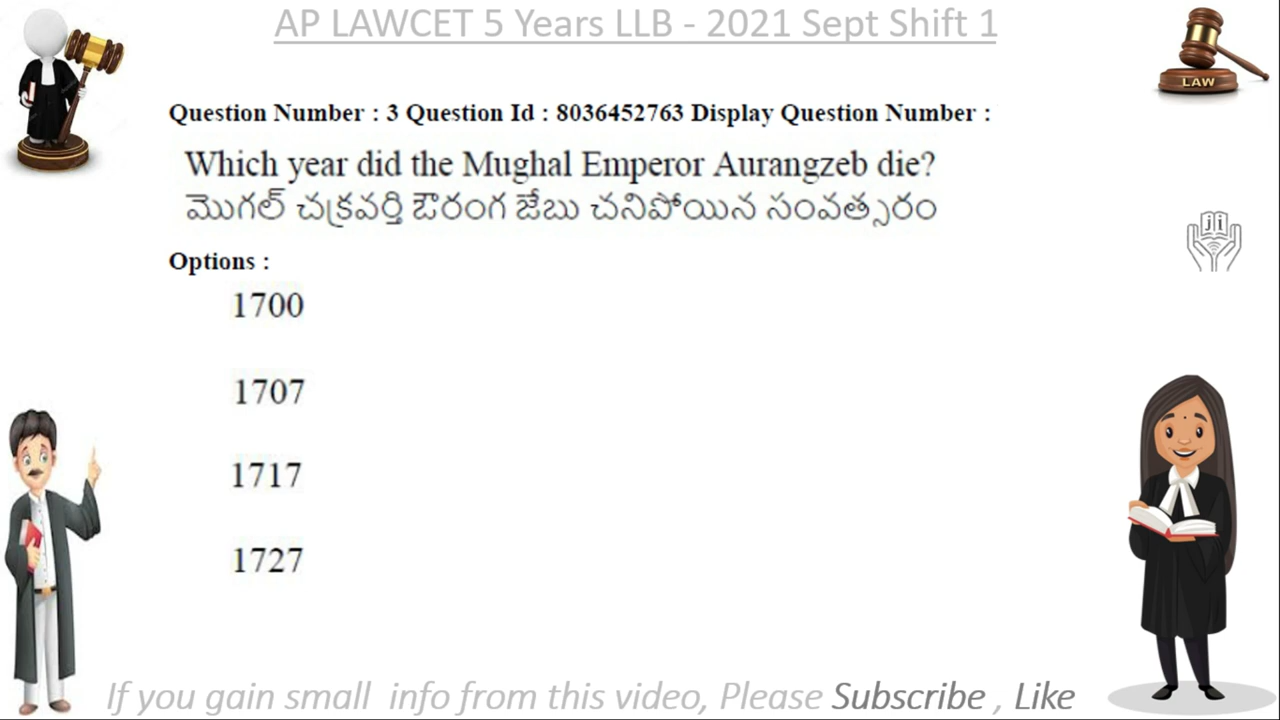 AP LAWCET 5 Years LLB - 2021 Sept Shift 1
LAW
Question Number : 3 Question Id : 8036452763 Display Question Number :
Which year did the Mughal Emperor Aurangzeb die?
మొగల్ చక్రవర్తి ఔరంగ జేబు చనిపోయిన సంవత్సరం
ji
Options :
1700
1707
1717
1727
If you gain small info from this video, Please Subscribe , Like